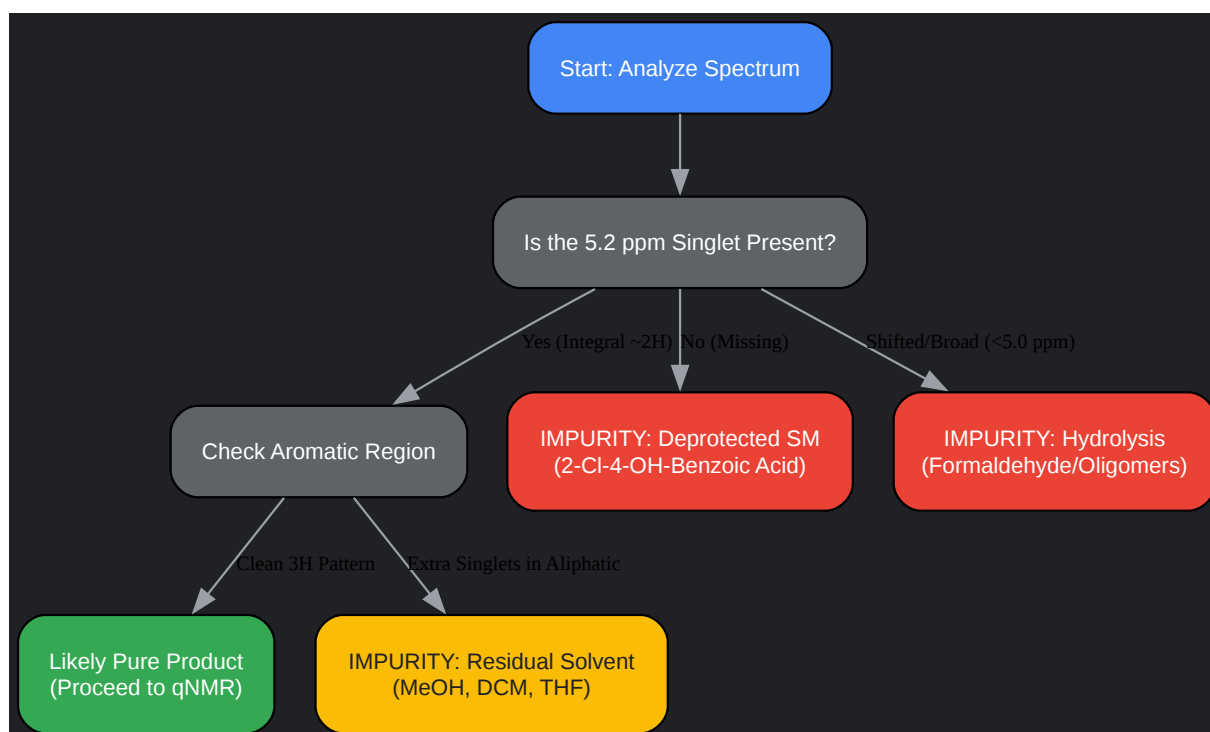 Start: Analyze Spectrum
Is the 5.2 ppm Singlet Present?
Yes (Integral ~2H)
No (Missing)
Shifted/Broad (<5.0 ppm)
Check Aromatic Region
IMPURITY: Deprotected SM
(2-Cl-4-OH-Benzoic Acid)
IMPURITY: Hydrolysis
(Formaldehyde/Oligomers)
Clean 3H Pattern
Extra Singlets in Aliphatic
Likely Pure Product
(Proceed to qNMR)
IMPURITY: Residual Solvent
(MeOH, DCM, THF)